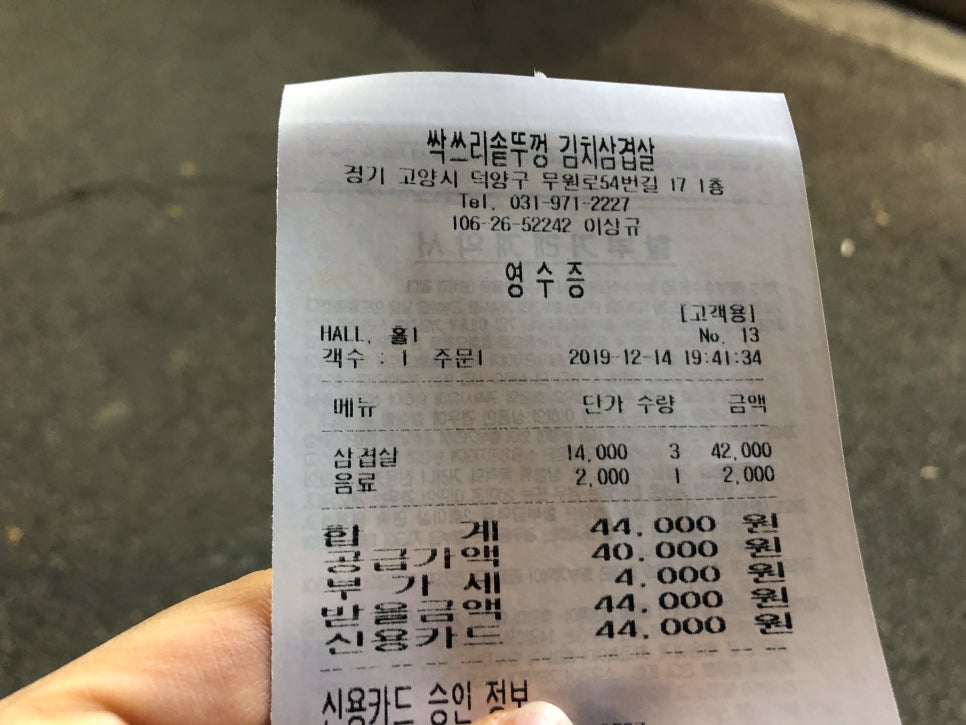 싹쓰리솥뚜껑 김치삼겹살
경기 고양시 덕양구 무원로54번길 17 1층
Tel. 031-971-2227
106-26-52242 이상규
영수증
[고객용]
HALL, 홀1 No. 13
객수 : 1 주문1 2019-12-14 19:41:34
메뉴 단가 수량 금액
삼겹살 14,000 3 42,000
음료 2,000 1 2,000
합 계 44,000 원
공급가액 40,000 원
부 가 세 4,000 원
받을금액 44,000 원
신용카드 44,000 원
신용카드 승인 정보